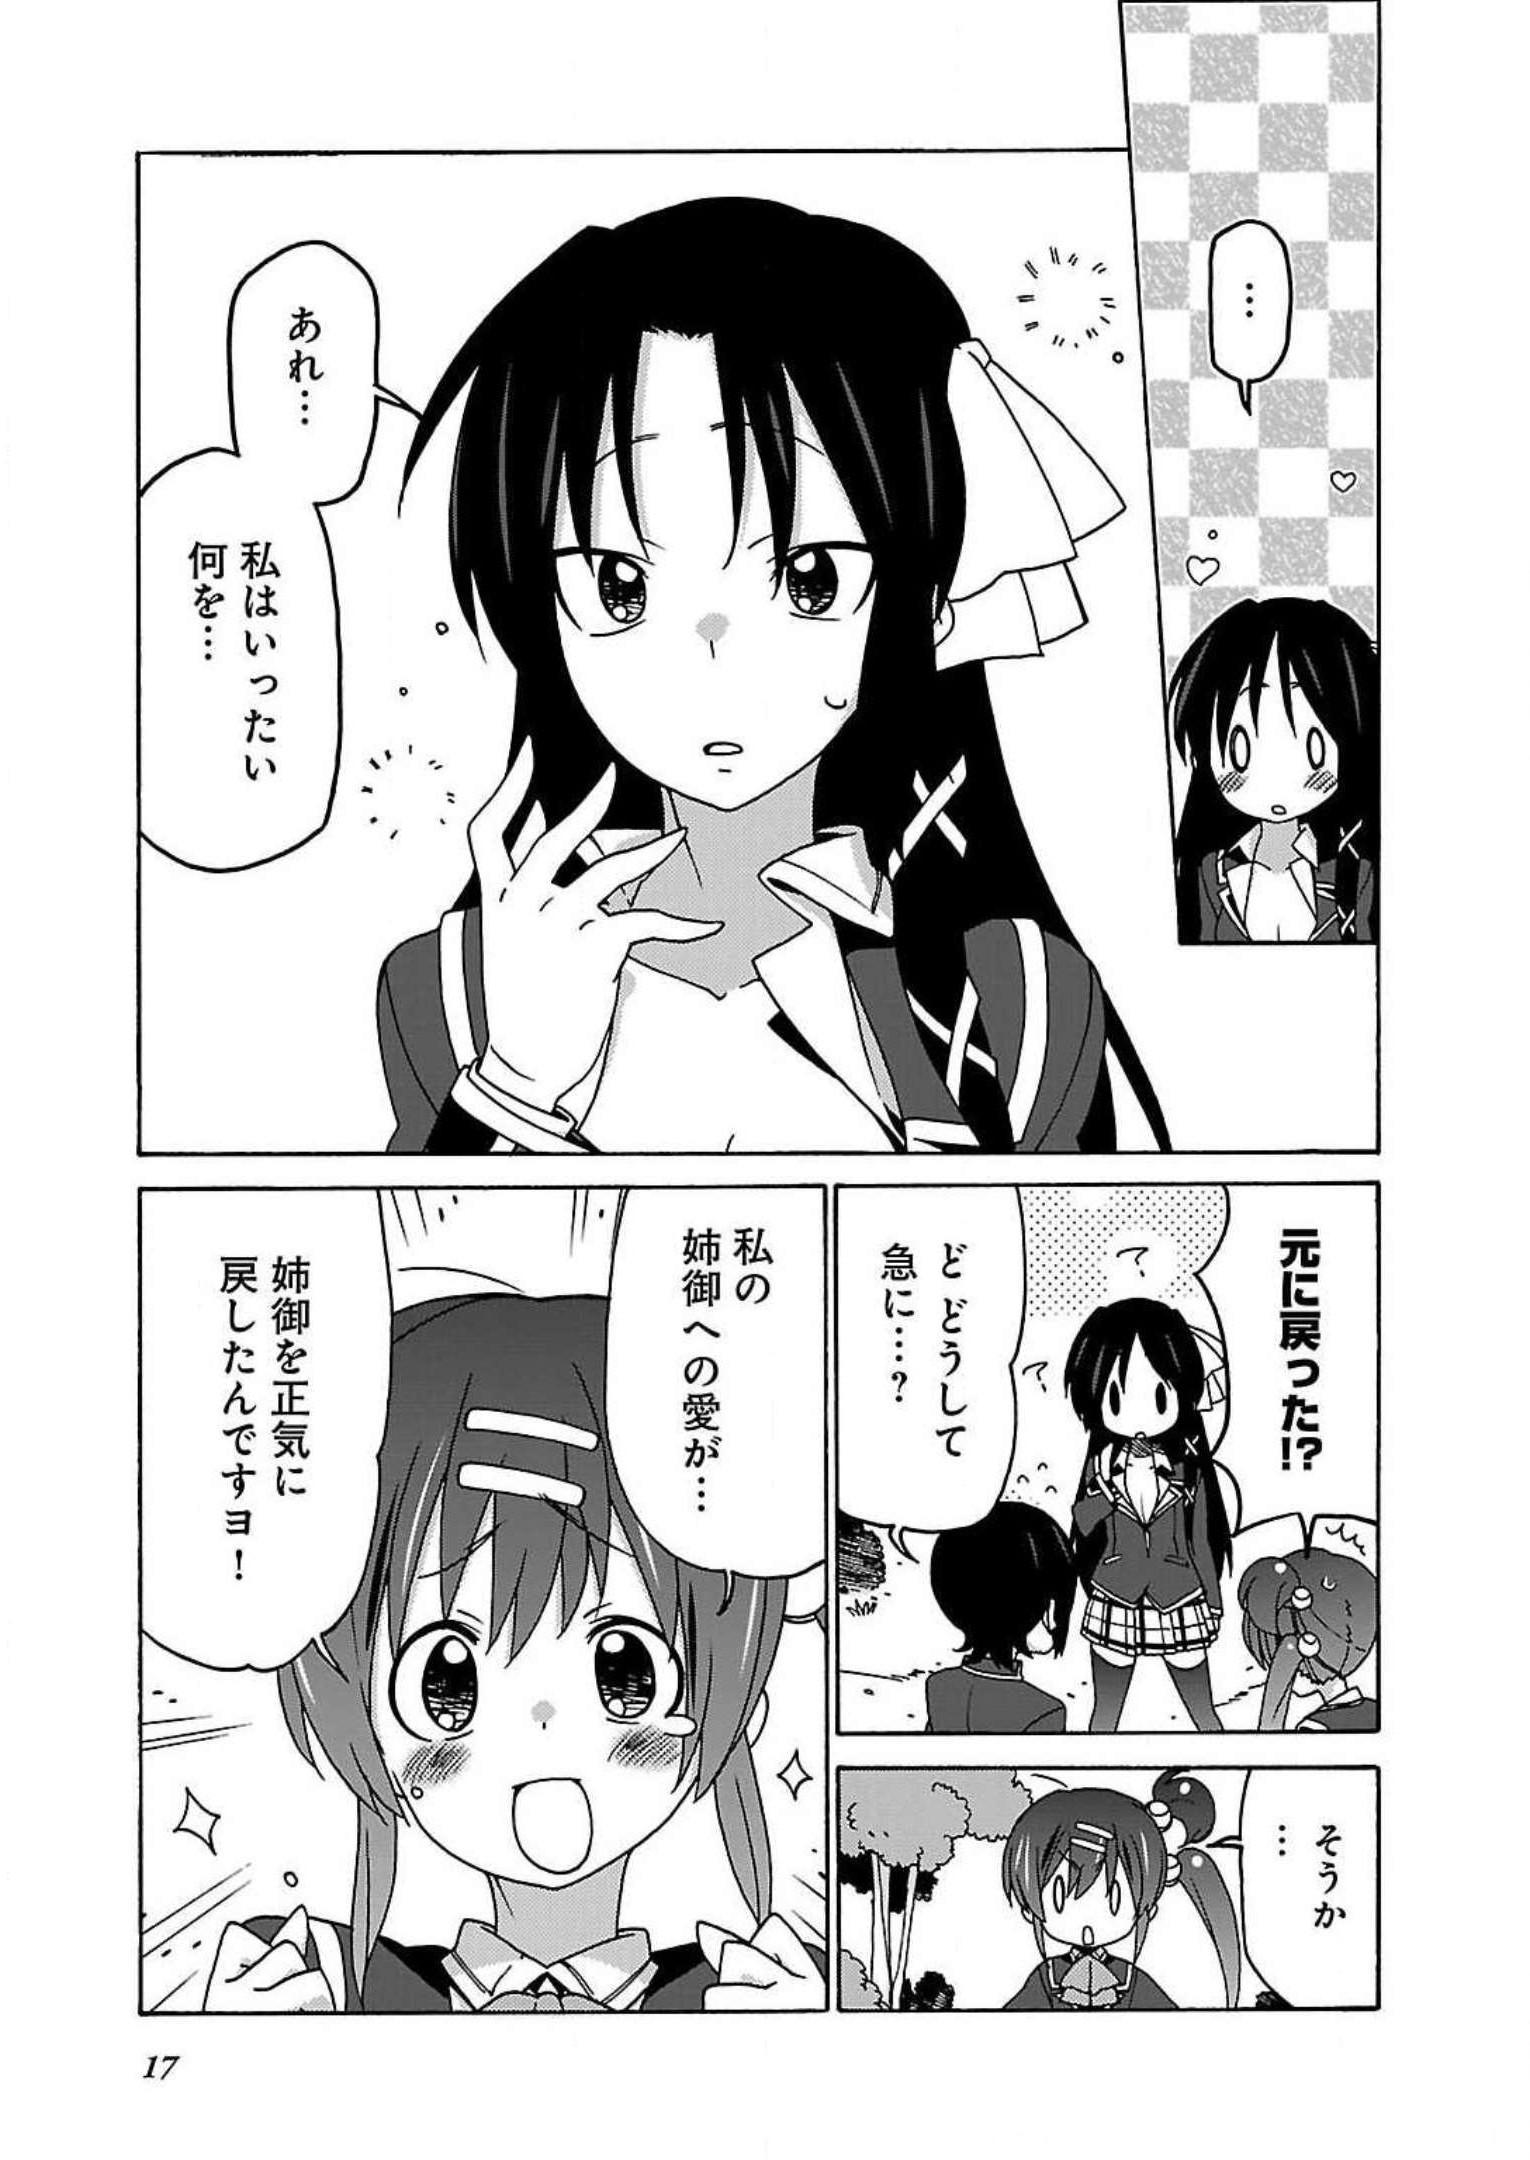 …
あれ…
私はいったい
何を…
元に戻った!?
ど どうして
急に…?
?
?
そうか
…
私の
姉御への愛が…
姉御を正気に
戻したんですヨ!
17